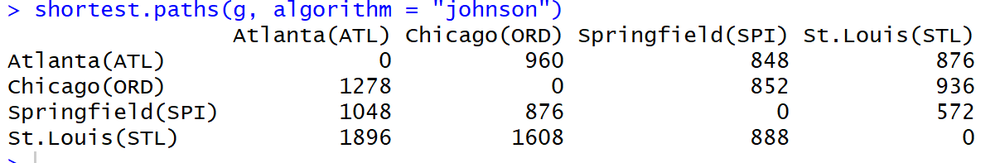 > shortest.paths(g, algorithm = "johnson")
                 Atlanta(ATL) Chicago(ORD) Springfield(SPI) St.Louis(STL)
Atlanta(ATL)                0          960              848           876
Chicago(ORD)             1278            0              852           936
Springfield(SPI)         1048          876                0           572
St.Louis(STL)            1896         1608              888             0
>